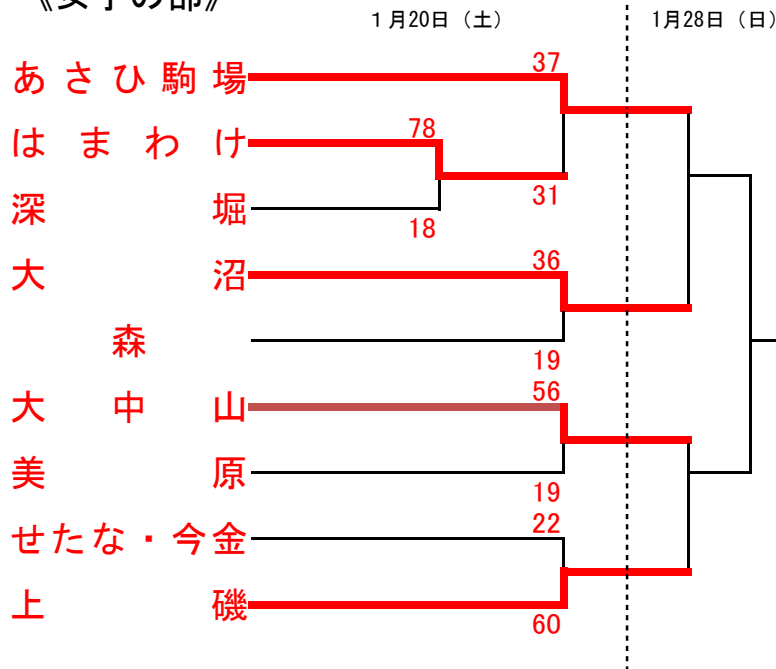 《女子の部》
1月20日（土）
1月28日（日）
あさひ駒場
37
はまわけ
78
31
深堀
18
大沼
36
森
19
大中山
56
美原
19
せたな・今金
22
上磯
60